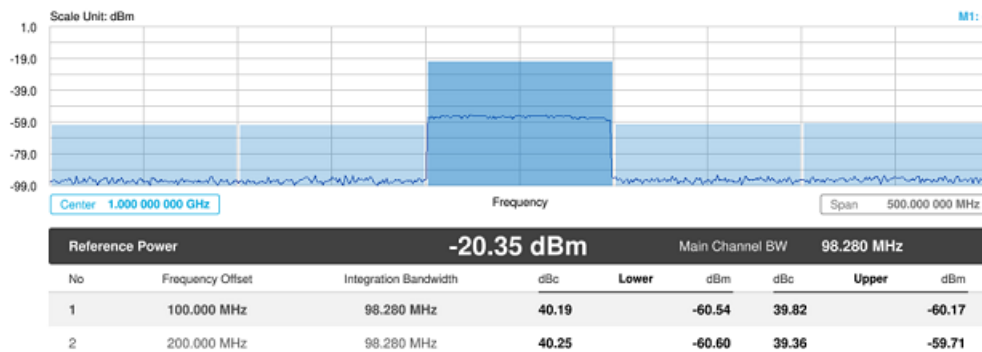 Scale Unit: dBm M1:
1.0
-19.0
-39.0
-59.0
-79.0
-99.0
Center 1.000 000 000 GHz Frequency Span 500.000 000 MHz
Reference Power -20.35 dBm Main Channel BW 98.280 MHz
No Frequency Offset Integration Bandwidth dBc Lower dBm dBc Upper dBm
1 100.000 MHz 98.280 MHz 40.19 -60.54 39.82 -60.17
2 200.000 MHz 98.280 MHz 40.25 -60.60 39.36 -59.71